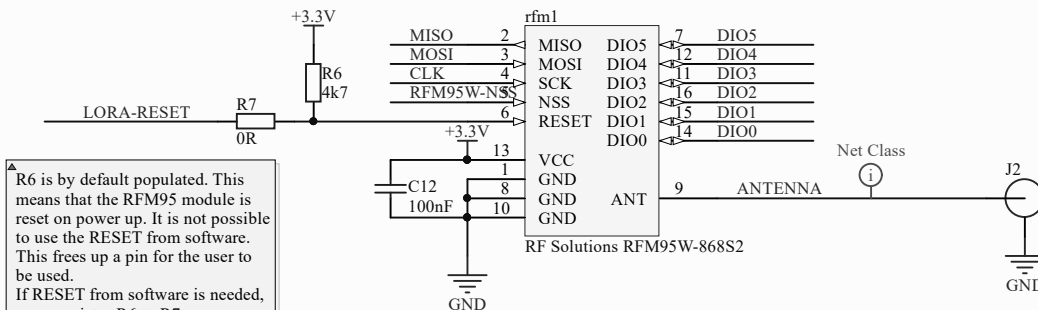 +3.3V
rfm1
MISO 2 MISO DIO5 7 DIO5
MOSI 3 MOSI DIO4 12 DIO4
R6 CLK 4 SCK DIO3 11 DIO3
4k7 RFM95W-NSS 5 NSS DIO2 16 DIO2
LORA-RESET R7 6 RESET DIO1 15 DIO1
0R +3.3V DIO0 14 DIO0
13 VCC
Net Class
i
C12 1 GND
100nF 8 GND ANT 9 ANTENNA J2
10 GND
RF Solutions RFM95W-868S2
GND
GND
R6 is by default populated. This
means that the RFM95 module is
reset on power up. It is not possible
to use the RESET from software.
This frees up a pin for the user to
be used.
If RESET from software is needed,